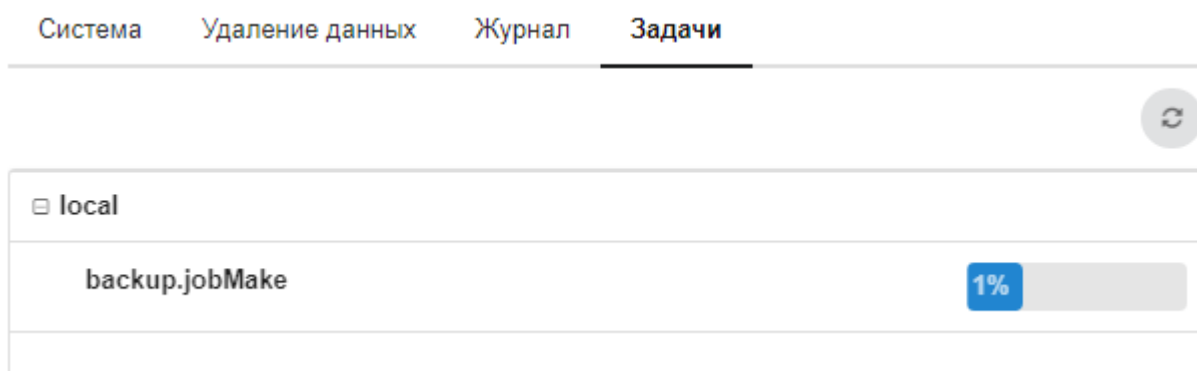 Система Удаление данных Журнал Задачи
local
backup.jobMake 1%